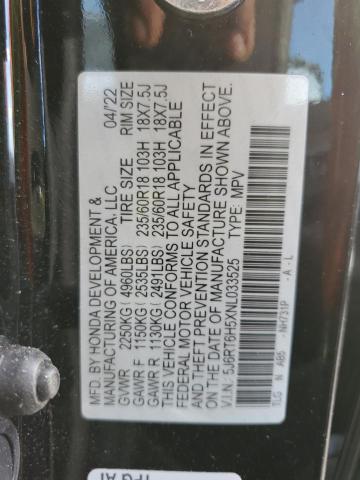 MFD. BY HONDA DEVELOPMENT & 04/22
MANUFACTURING OF AMERICA, LLC
TIRE SIZE RIM SIZE
GVWR 2250KG ( 4960LBS)
GAWR F 1150KG ( 2535LBS) 235/60R18 103H 18X7.5J
GAWR R 1130KG ( 2491LBS) 235/60R18 103H 18X7.5J
THIS VEHICLE CONFORMS TO ALL APPLICABLE
FEDERAL MOTOR VEHICLE SAFETY
AND THEFT PREVENTION STANDARDS IN EFFECT
ON THE DATE OF MANUFACTURE SHOWN ABOVE.
V.I.N: 5J6RT6H5XNL033525 TYPE: MPV
TLG N AB5 NH731P - A - L